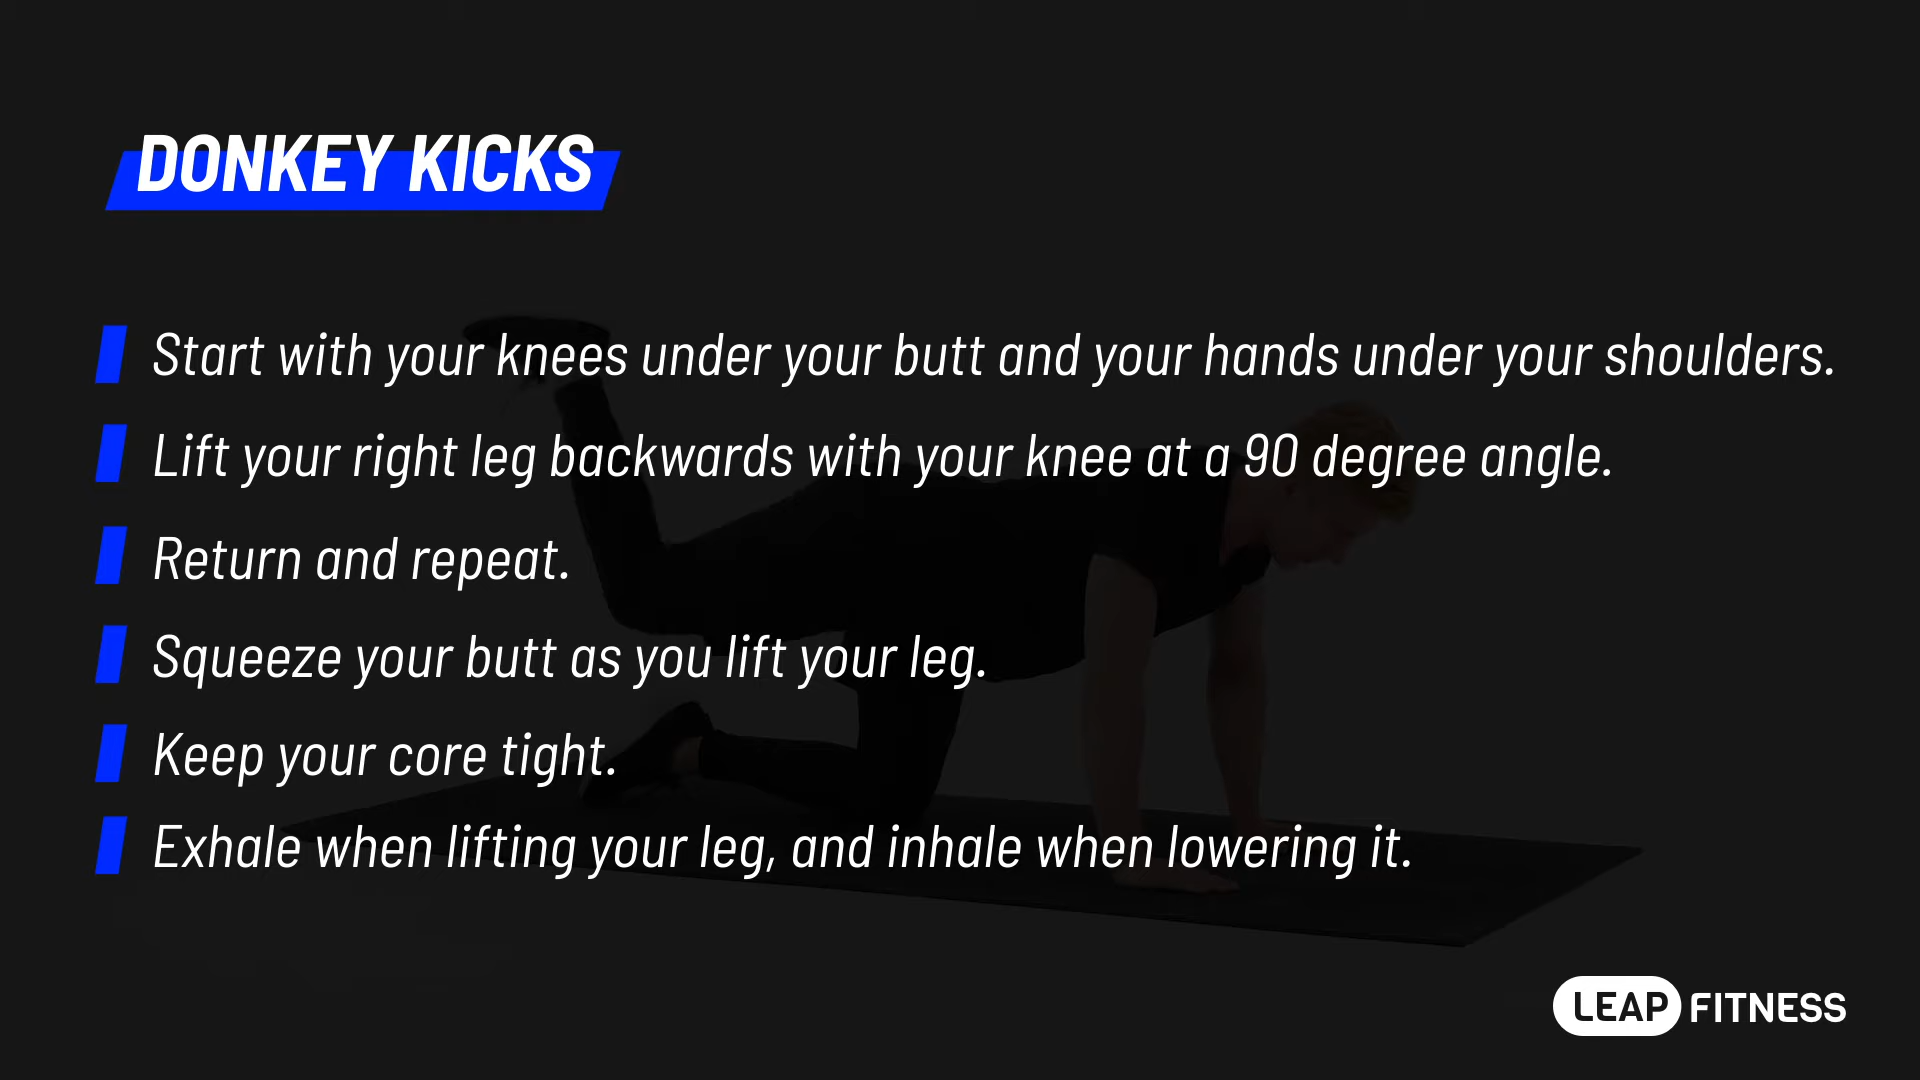 DONKEY KICKS
Start with your knees under your butt and your hands under your shoulders.
Lift your right leg backwards with your knee at a 90 degree angle.
Return and repeat.
Squeeze your butt as you lift your leg.
Keep your core tight.
Exhale when lifting your leg, and inhale when lowering it.
LEAP FITNESS